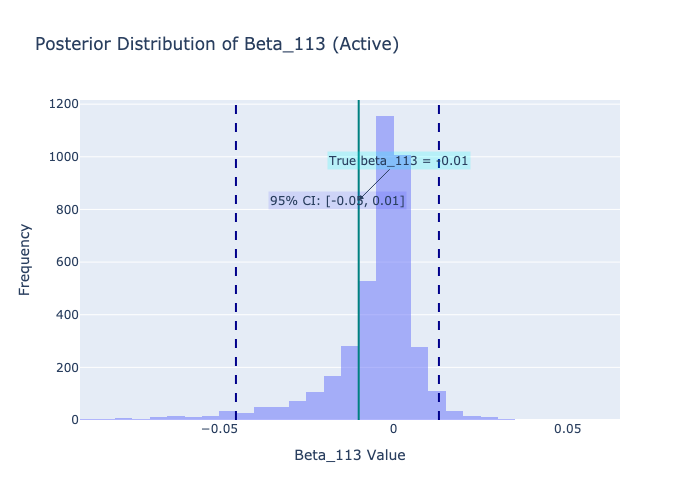 Posterior Distribution of Beta_113 (Active)
1200
1000
800
600
400
200
0
Frequency
True beta_113 = -0.01
95% CI: [-0.05, 0.01]
−0.05
0
0.05
Beta_113 Value